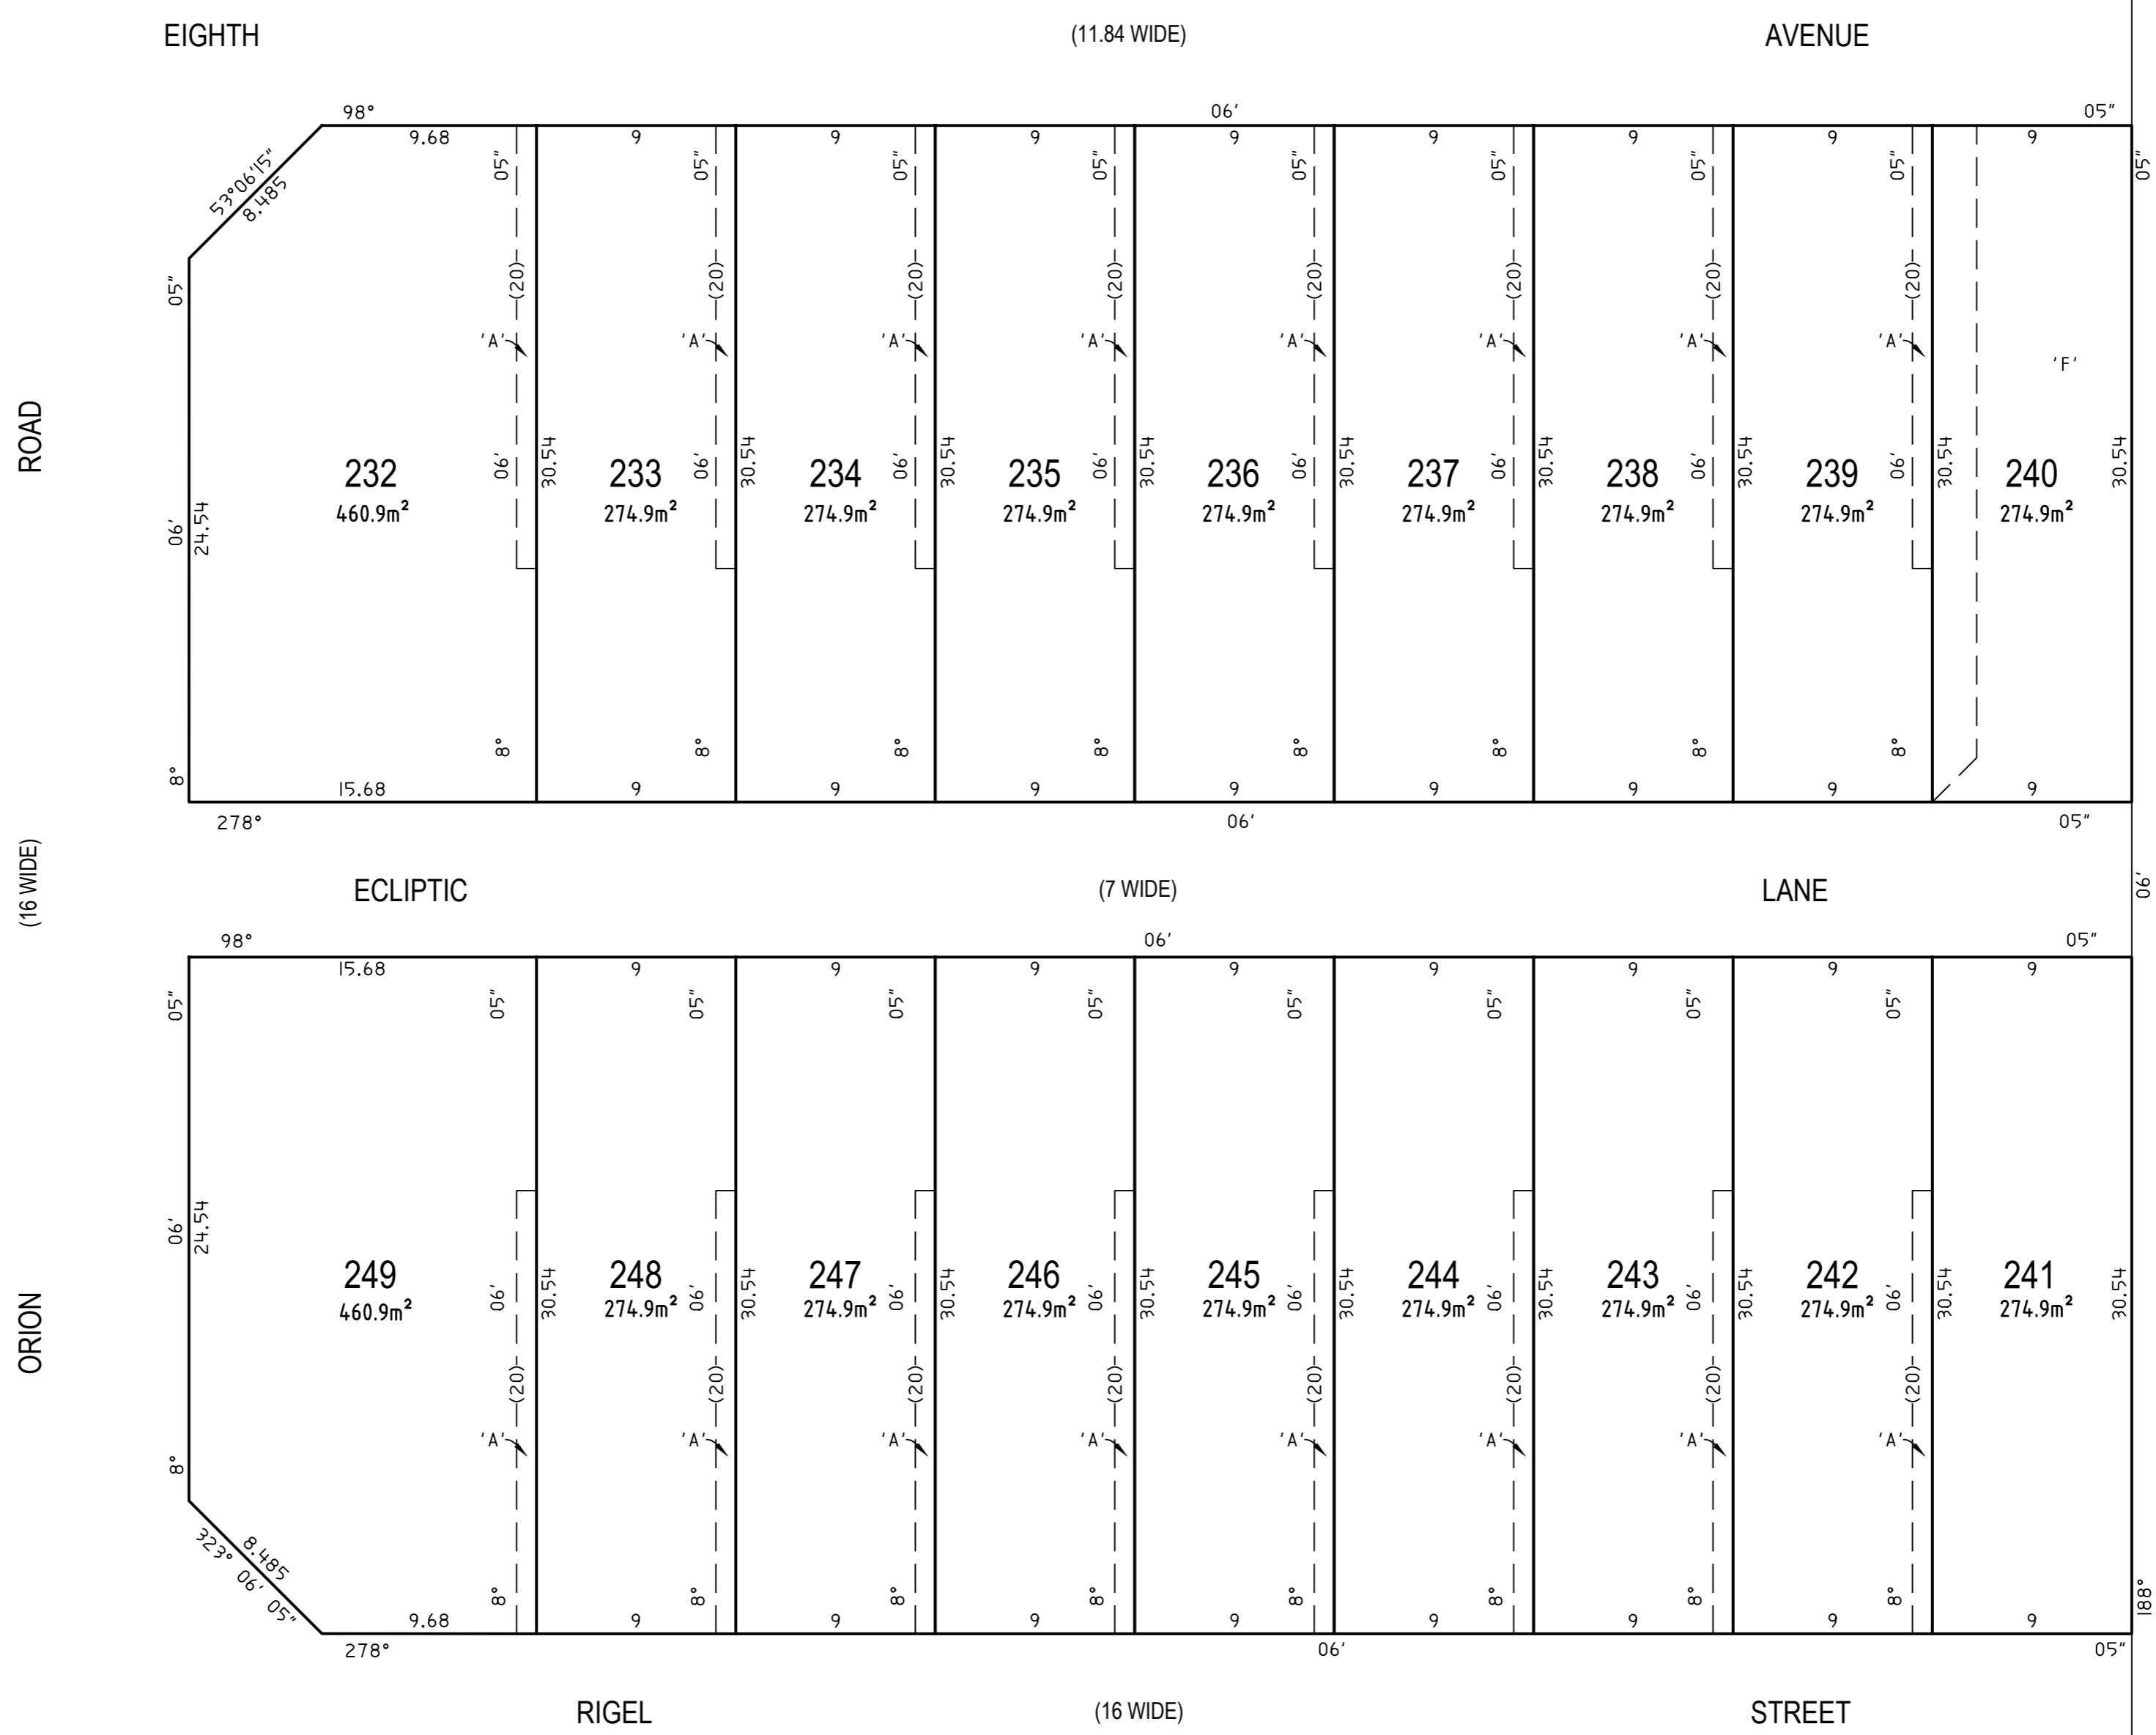 EIGHTH (11.84 WIDE) AVENUE
98° 06' 05"
9.68 9 9 9 9 9 9 9 9
53°06'15"
8.485
05" 05" 05" 05" 05" 05" 05" 05" 05"
05"
(20) (20) (20) (20) (20) (20) (20) (20)
'A' 'A' 'A' 'A' 'A' 'A' 'A' 'A'
'F'
ROAD
232 233 234 235 236 237 238 239 240
06' 06' 06' 06' 06' 06' 06' 06'
30.54 30.54 30.54 30.54 30.54 30.54 30.54 30.54 30.54
460.9m² 274.9m² 274.9m² 274.9m² 274.9m² 274.9m² 274.9m² 274.9m² 274.9m²
06'
24.54
8° 8° 8° 8° 8° 8° 8° 8°
8°
15.68 9 9 9 9 9 9 9 9
278° 06' 05"
(16 WIDE)
ECLIPTIC (7 WIDE) LANE
06'
98° 06' 05"
15.68 9 9 9 9 9 9 9 9
05" 05" 05" 05" 05" 05" 05" 05" 05"
06'
24.54
249 248 247 246 245 244 243 242 241
06' 06' 06' 06' 06' 06' 06' 06'
30.54 30.54 30.54 30.54 30.54 30.54 30.54 30.54 30.54
460.9m² 274.9m² 274.9m² 274.9m² 274.9m² 274.9m² 274.9m² 274.9m² 274.9m²
ORION
(20) (20) (20) (20) (20) (20) (20) (20)
'A' 'A' 'A' 'A' 'A' 'A' 'A' 'A'
8°
8.485
323° 06' 05"
8° 8° 8° 8° 8° 8° 8° 8°
188°
9.68 9 9 9 9 9 9 9 9
278° 06' 05"
RIGEL (16 WIDE) STREET